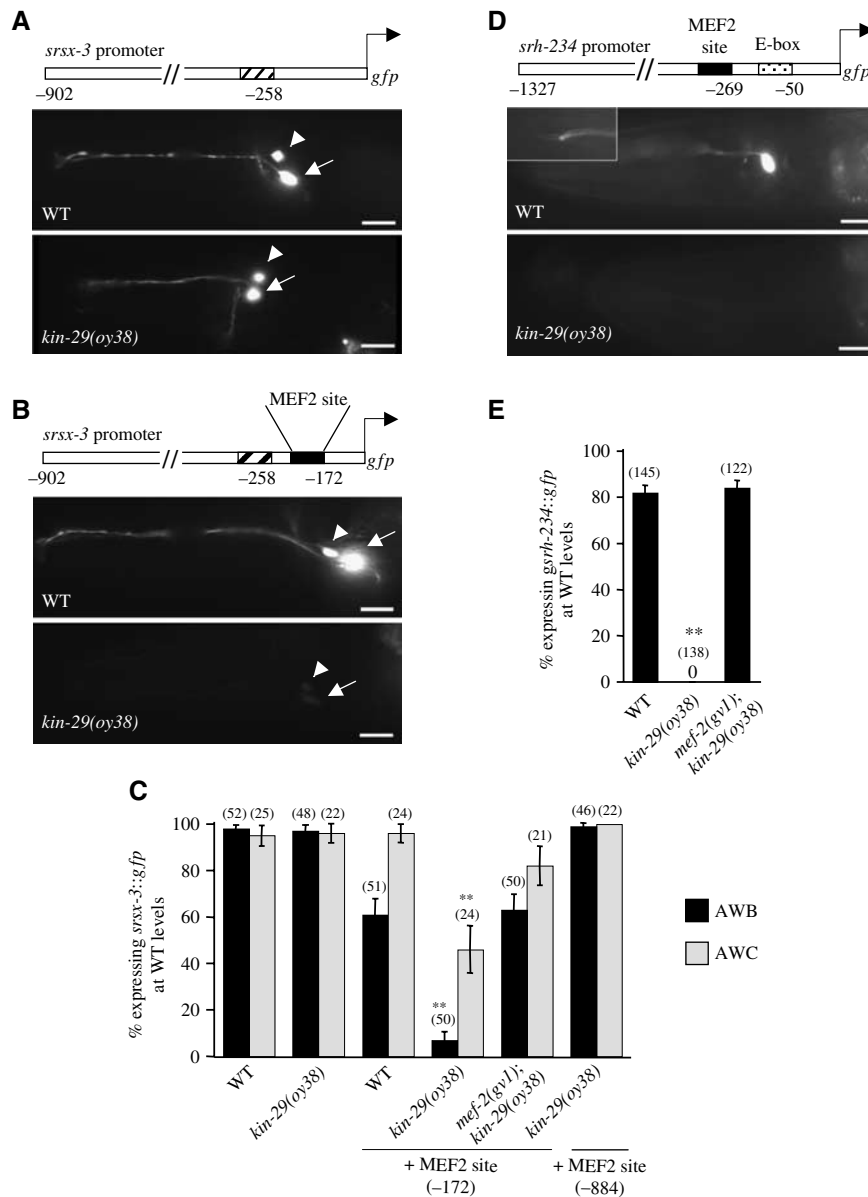 A
srsx-3 promoter
//
gfp
–902
–258
WT
kin-29(oy38)
B
MEF2 site
srsx-3 promoter
//
gfp
–902
–258
–172
WT
kin-29(oy38)
C
% expressing srsx-3::gfp
at WT levels
100
80
60
40
20
0
(52) (25)
(48) (22)
(51)
(24)
**
(50)
**
(24)
(50)
(21)
(46) (22)
WT
kin-29(oy38)
WT
kin-29(oy38)
mef-2(gv1);
kin-29(oy38)
kin-29(oy38)
+ MEF2 site
(–172)
+ MEF2 site
(–884)
AWB
AWC
D
MEF2
site
E-box
srh-234 promoter
//
gfp
–1327
–269
–50
WT
kin-29(oy38)
E
% expressin gsrh-234::gfp
at WT levels
100
80
60
40
20
0
(145)
**
(138)
0
(122)
WT
kin-29(oy38)
mef-2(gv1);
kin-29(oy38)